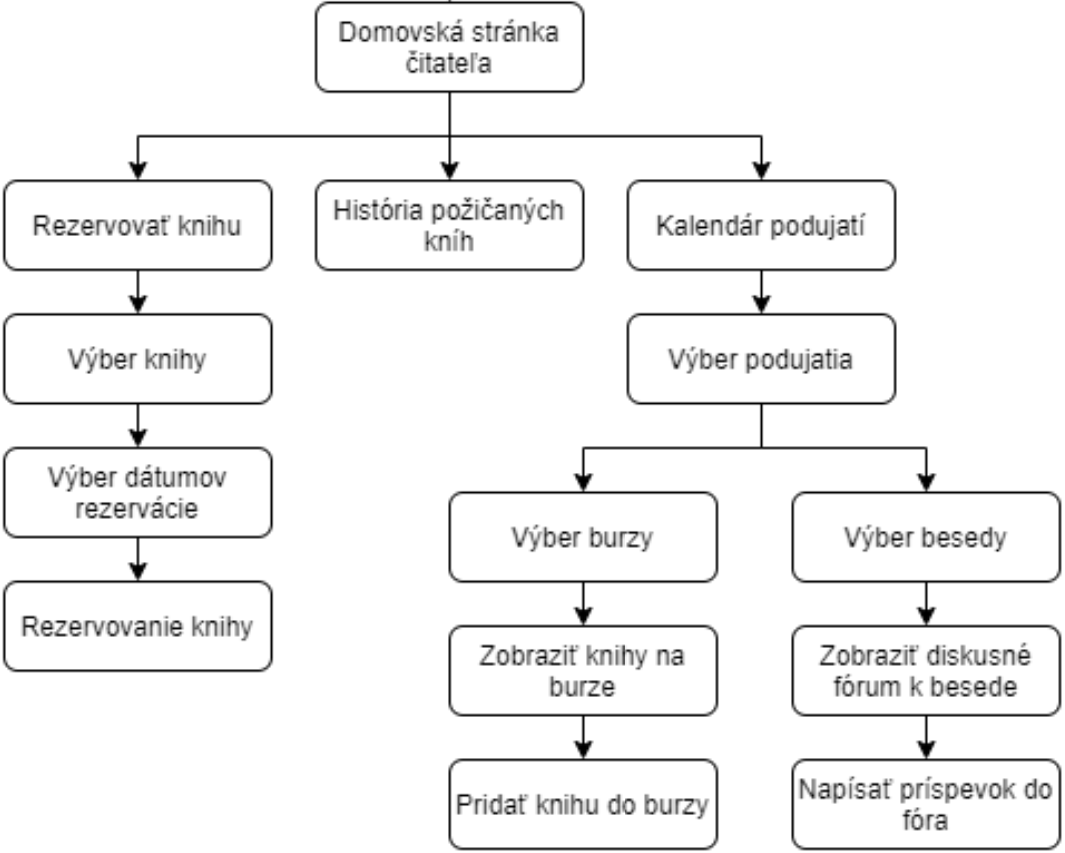 Domovská stránka
čitateľa
Rezervovať knihu
História požičaných
kníh
Kalendár podujatí
Výber knihy
Výber podujatia
Výber dátumov
rezervácie
Výber burzy
Výber besedy
Rezervovanie knihy
Zobraziť knihy na
burze
Zobraziť diskusné
fórum k besede
Pridať knihu do burzy
Napísať príspevok do
fóra